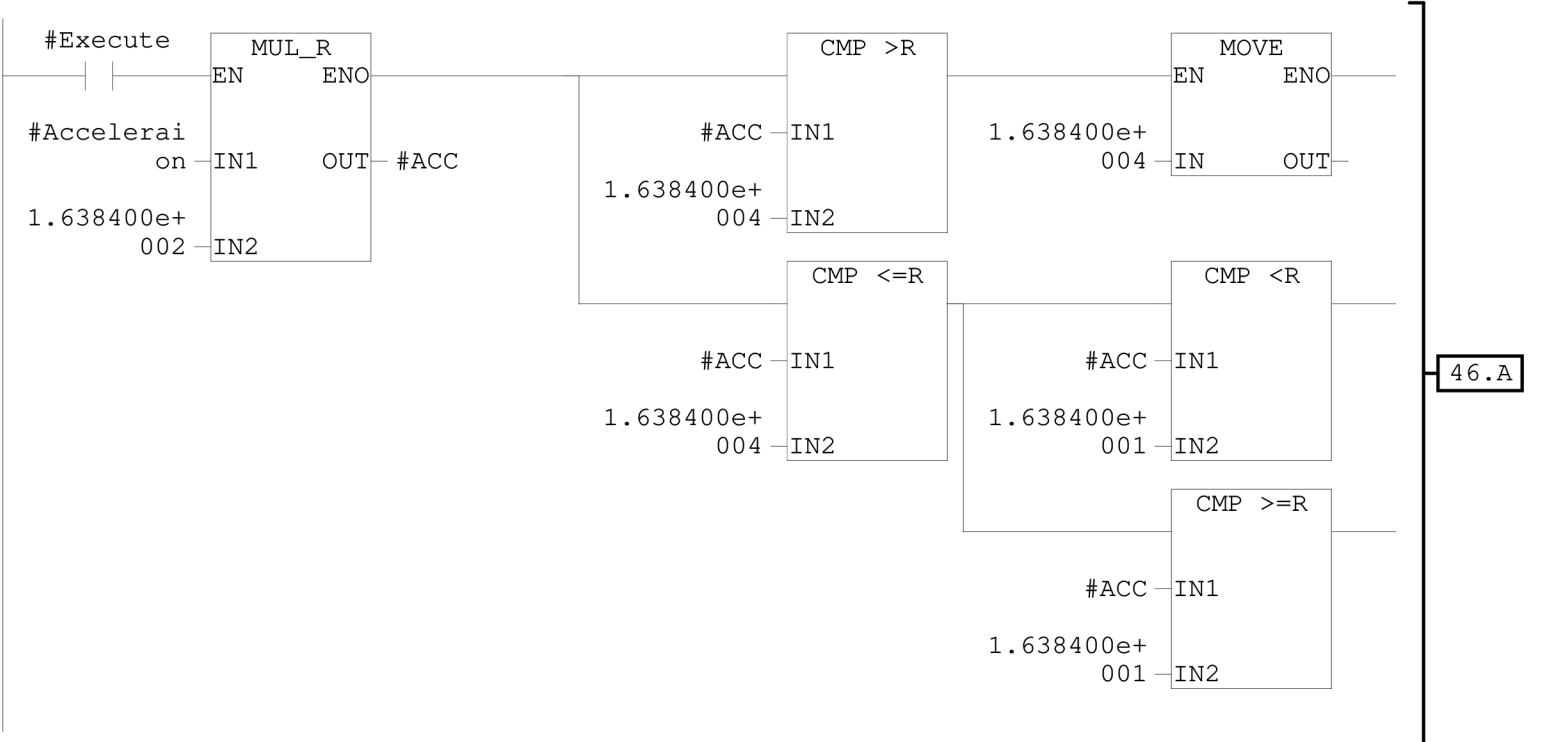 #Execute
MUL_R
EN ENO
#Accelerai
on IN1 OUT #ACC
1.638400e+
002 IN2
CMP >R
#ACC IN1
1.638400e+
004 IN2
MOVE
EN ENO
1.638400e+
004 IN OUT
CMP <=R
#ACC IN1
1.638400e+
004 IN2
CMP <R
#ACC IN1
1.638400e+
001 IN2
CMP >=R
#ACC IN1
1.638400e+
001 IN2
46.A